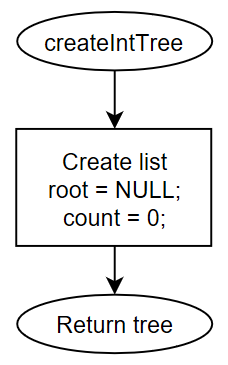 createIntTree
Create list
root = NULL;
count = 0;
Return tree